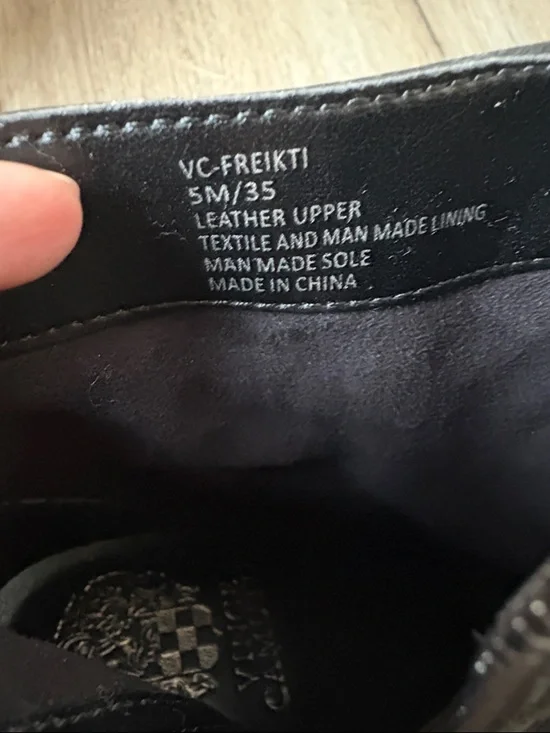 VC-FREIKTI
5M/35
LEATHER UPPER
TEXTILE AND MAN MADE LINING
MAN MADE SOLE
MADE IN CHINA